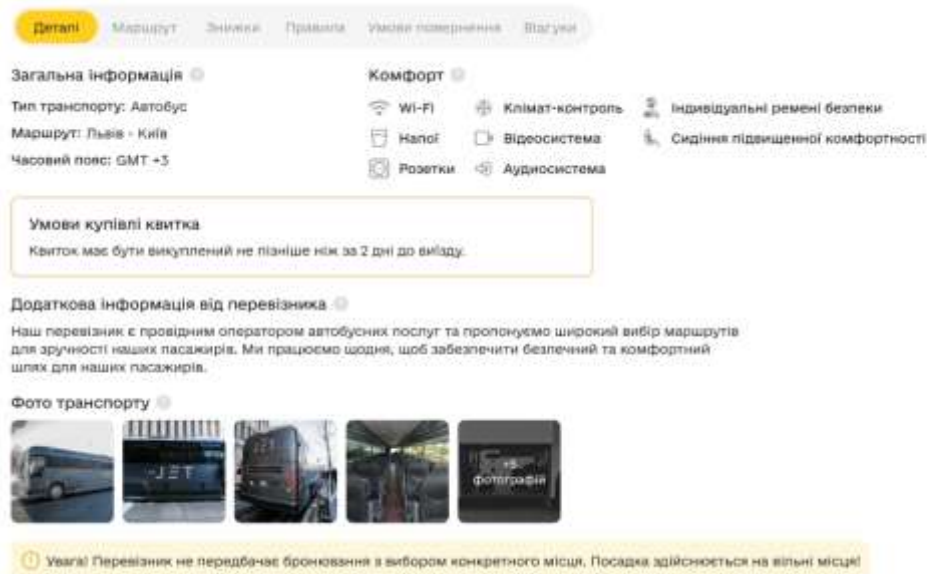 Деталі Маршрут Знижки Правила Умови повернення Відгуки
Загальна інформація
Тип транспорту: Автобус
Маршрут: Львів - Київ
Часовий пояс: GMT +3
Комфорт
Wi-Fi Клімат-контроль Індивідуальні ремені безпеки
Напої Відеосистема Сидіння підвищенної комфортності
Розетки Аудиосистема
Умови купівлі квитка
Квиток має бути викуплений не пізніше ніж за 2 дні до виїзду.
Додаткова інформація від перевізника
Наш перевізник є провідним оператором автобусних послуг та пропонуємо широкий вибір маршрутів
для зручності наших пасажирів. Ми працюємо щодня, щоб забезпечити безпечний та комфортний
шлях для наших пасажирів.
Фото транспорту
JET
JET
+5
фотографій
Увага! Перевізник не передбачає бронювання з вибором конкретного місця. Посадка здійснюється на вільні місця!